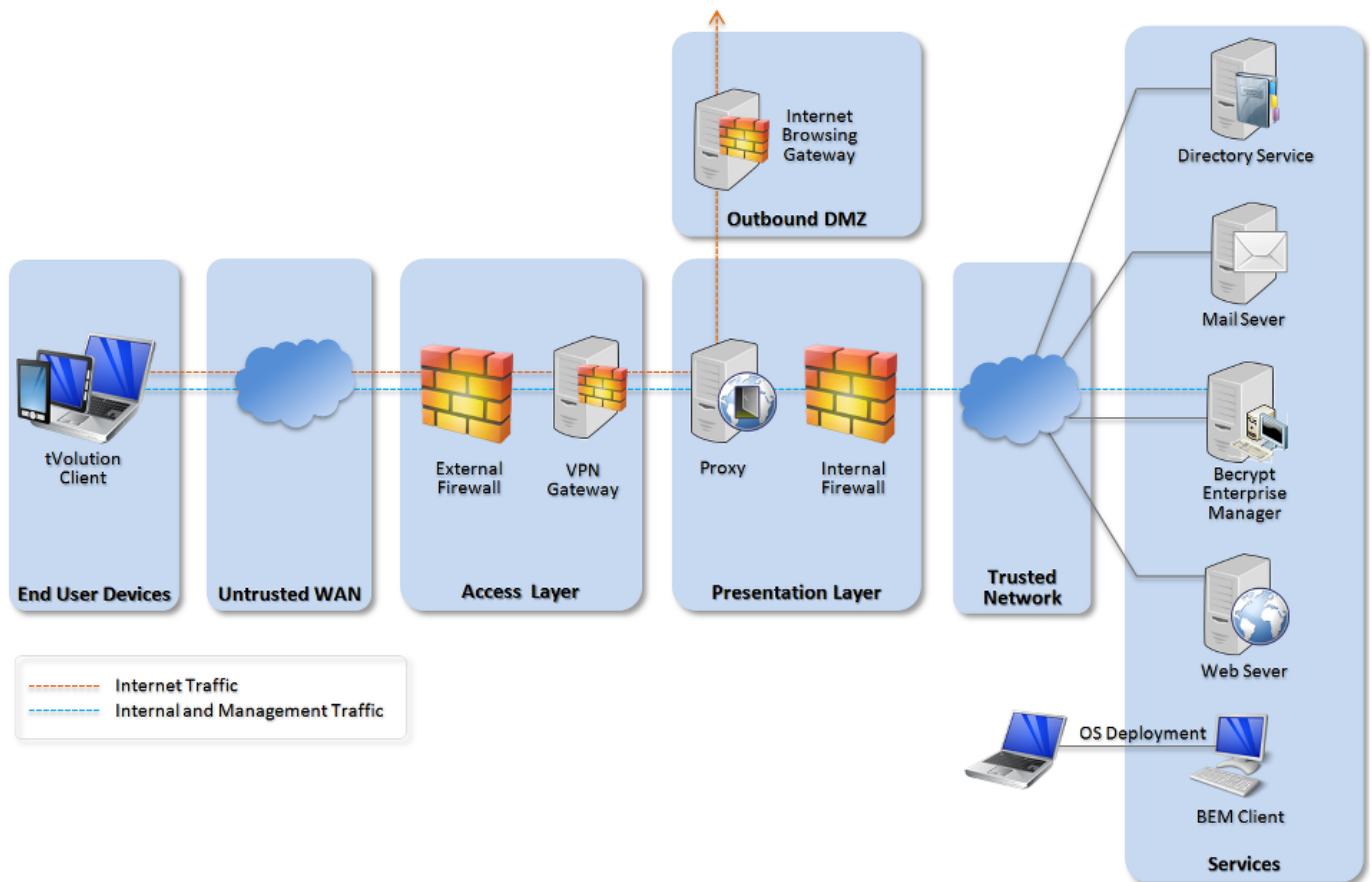 Internet
Browsing
Gateway
Outbound DMZ
tVolution
Client
End User Devices
Untrusted WAN
External
Firewall
VPN
Gateway
Access Layer
Proxy
Internal
Firewall
Presentation Layer
Trusted
Network
Directory Service
Mail Sever
Becrypt
Enterprise
Manager
Web Sever
OS Deployment
BEM Client
Services
Internet Traffic
Internal and Management Traffic